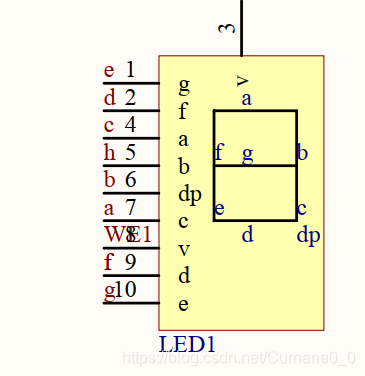 3
v
e 1 g
d 2 f
c 4 a
h 5 b
b 6 dp
a 7 c
WE1 8 v
f 9 d
g 10 e
a
f g b
e c
d dp
LED1
https://blog.csdn.net/Cumane0_0